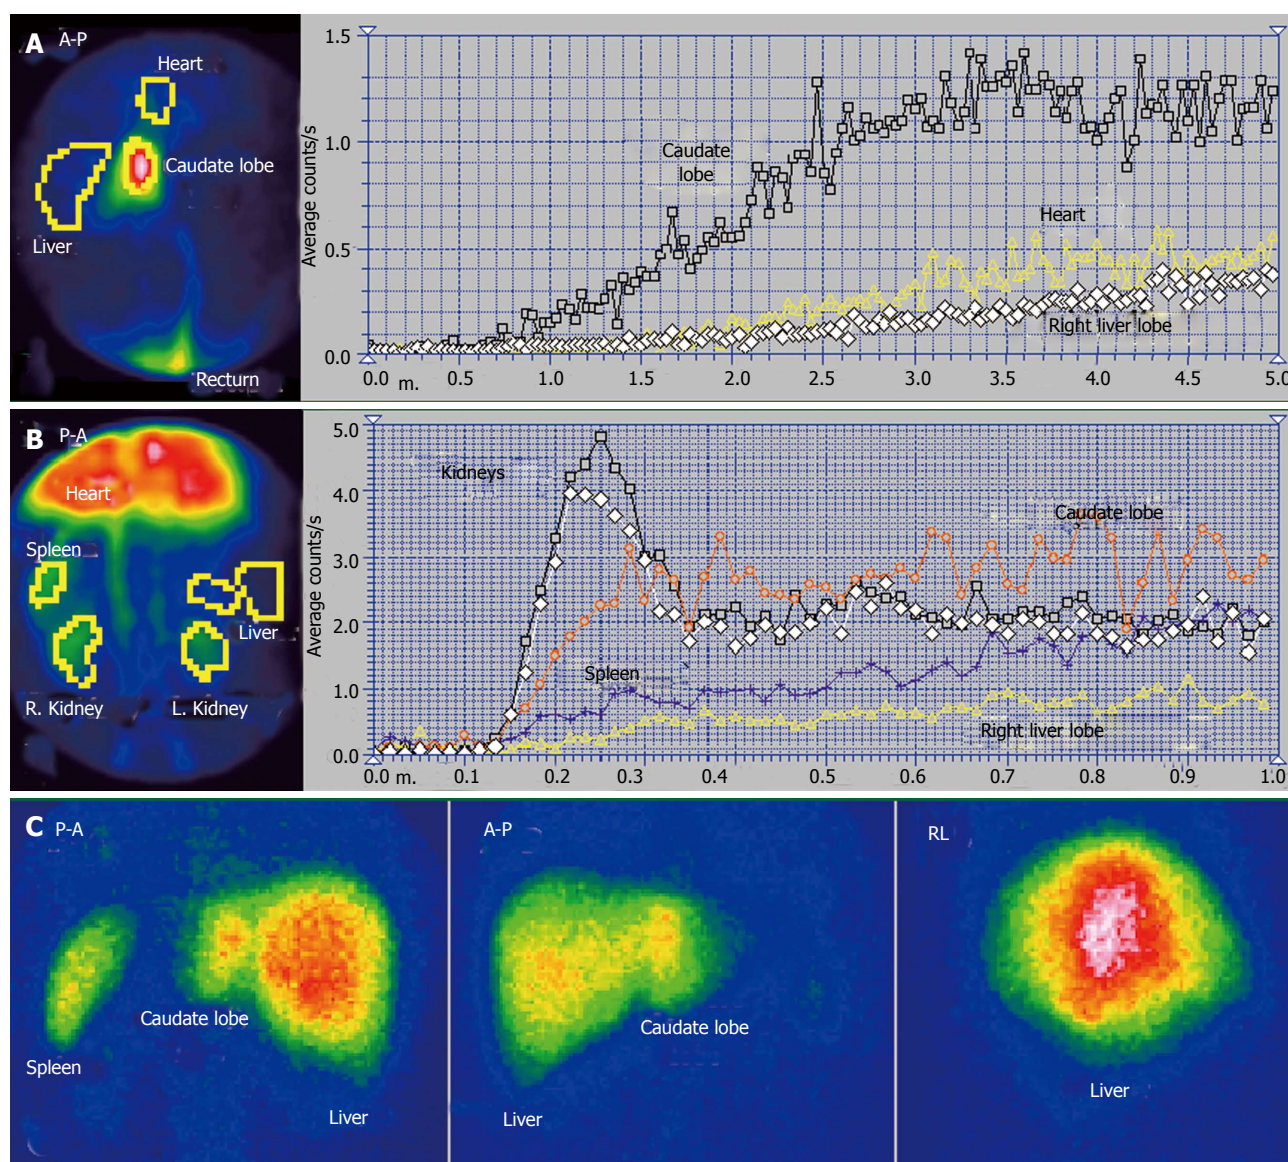 A A-P
Heart
Caudate lobe
Liver
Recturn
Average counts/s
1.5
1.0
0.5
0.0
Caudate
lobe
Heart
Right liver lobe
0.0 m. 0.5 1.0 1.5 2.0 2.5 3.0 3.5 4.0 4.5 5.0
B P-A
Heart
Spleen
Liver
R. Kidney L. Kidney
Average counts/s
5.0
4.0
3.0
2.0
1.0
0.0
Kidneys
Caudate lobe
Spleen
Right liver lobe
0.0 m. 0.1 0.2 0.3 0.4 0.5 0.6 0.7 0.8 0.9 1.0
C P-A
Caudate lobe
Spleen
Liver
A-P
Caudate lobe
Liver
RL
Liver